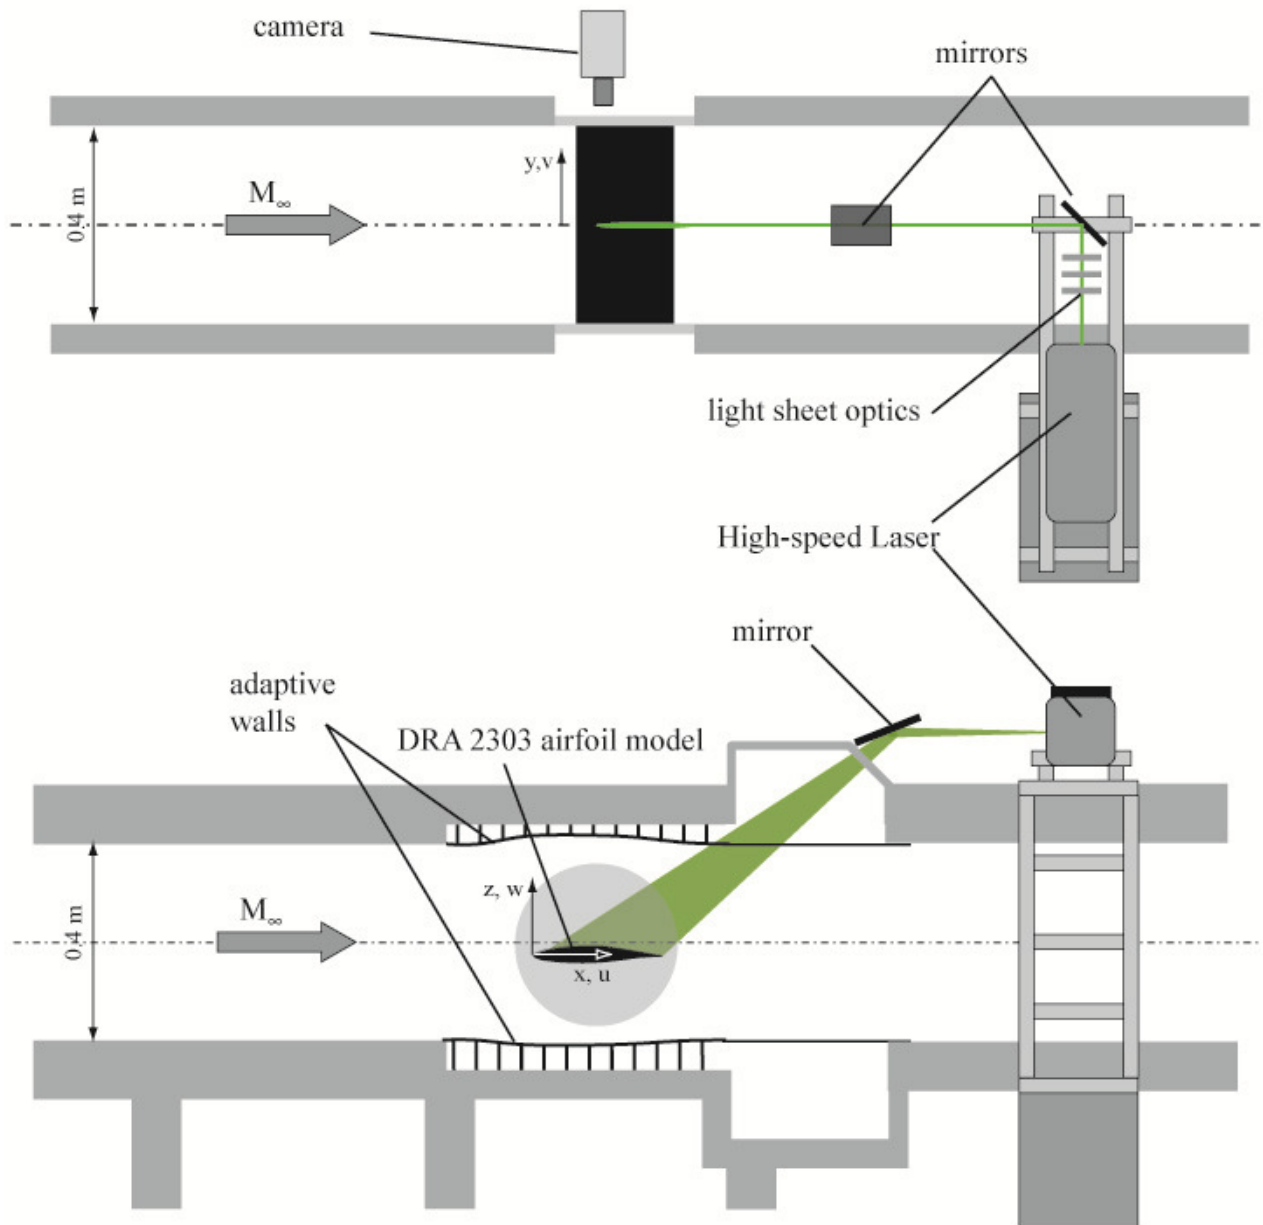 camera
mirrors
y,v
M∞
0.4 m
light sheet optics
High-speed Laser
mirror
adaptive
walls
DRA 2303 airfoil model
z, w
M∞
0.4 m
x, u